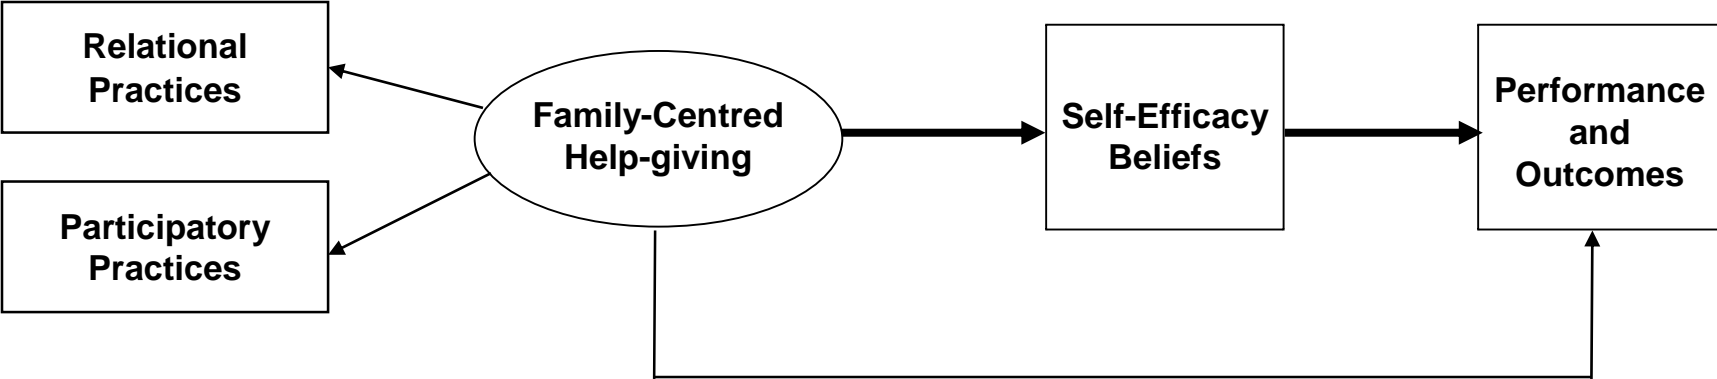 Relational
Practices
Participatory
Practices
Family-Centred
Help-giving
Self-Efficacy
Beliefs
Performance
and
Outcomes